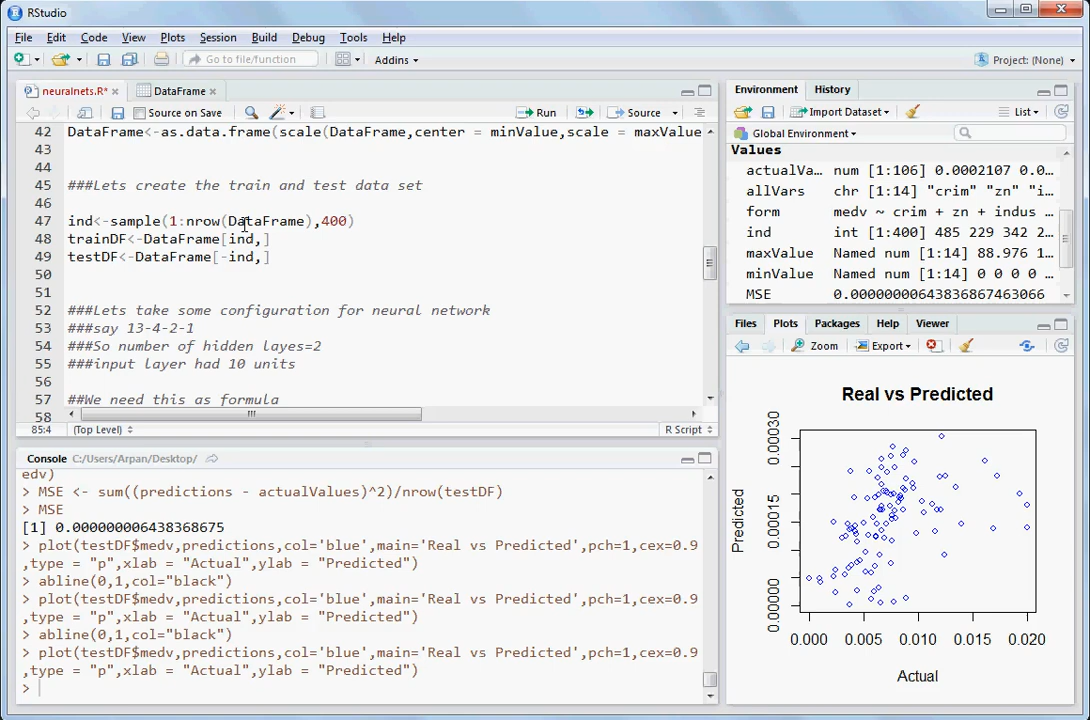 RStudio
File Edit Code View Plots Session Build Debug Tools Help
Go to file/function Addins Project: (None)
neuralnets.R* DataFrame
Source on Save Run Source
42 DataFrame<-as.data.frame(scale(DataFrame,center = minValue,scale = maxValue
43
44
45 ###Lets create the train and test data set
46
47 ind<-sample(1:nrow(DataFrame),400)
48 trainDF<-DataFrame[ind,]
49 testDF<-DataFrame[-ind,]
50
51
52 ###Lets take some configuration for neural network
53 ###say 13-4-2-1
54 ###So number of hidden layes=2
55 ###input layer had 10 units
56
57 ##We need this as formula
58
85:4 (Top Level) R Script
Console C:/Users/Arpan/Desktop/
edv)
> MSE <- sum((predictions - actualValues)^2)/nrow(testDF)
> MSE
[1] 0.000000006438368675
> plot(testDF$medv,predictions,col='blue',main='Real vs Predicted',pch=1,cex=0.9
,type = "p",xlab = "Actual",ylab = "Predicted")
> abline(0,1,col="black")
> plot(testDF$medv,predictions,col='blue',main='Real vs Predicted',pch=1,cex=0.9
,type = "p",xlab = "Actual",ylab = "Predicted")
> abline(0,1,col="black")
> plot(testDF$medv,predictions,col='blue',main='Real vs Predicted',pch=1,cex=0.9
,type = "p",xlab = "Actual",ylab = "Predicted")
>
Environment History
Import Dataset List
Global Environment
Values
actualVa… num [1:106] 0.0002107 0.0…
allVars chr [1:14] "crim" "zn" "i…
form medv ~ crim + zn + indus …
ind int [1:400] 485 229 342 2…
maxValue Named num [1:14] 88.976 1…
minValue Named num [1:14] 0 0 0 0 …
MSE 0.00000000643836867463066
Files Plots Packages Help Viewer
Zoom Export
Real vs Predicted
Predicted
0.00030
0.00015
0.00000
0.000 0.005 0.010 0.015 0.020
Actual